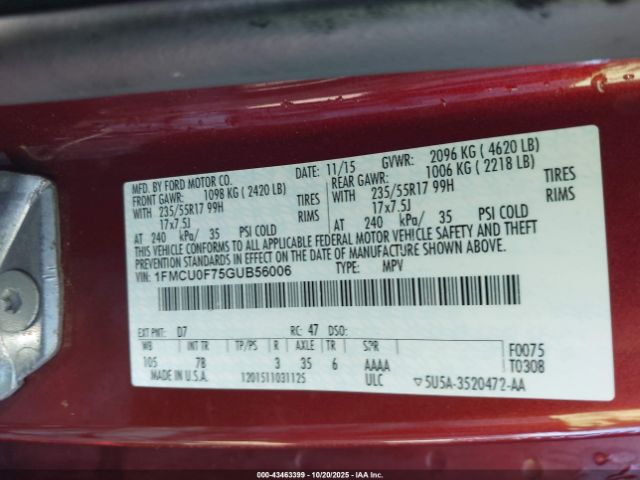 MFD. BY FORD MOTOR CO. 11/15 GVWR: 2096 KG ( 4620 LB)
FRONT GAWR: 1098 KG ( 2420 LB) REAR GAWR: 1006 KG ( 2218 LB)
WITH 235/55R17 99H TIRES WITH 235/55R17 99H TIRES
17x7.5J RIMS 17x7.5J RIMS
AT 240 kPa/ 35 PSI COLD AT 240 kPa/ 35 PSI COLD
THIS VEHICLE CONFORMS TO ALL APPLICABLE FEDERAL MOTOR VEHICLE SAFETY AND THEFT
PREVENTION STANDARDS IN EFFECT ON THE DATE OF MANUFACTURE SHOWN ABOVE.
VIN: 1FMCU0F75GUB56006 TYPE: MPV
EXT PNT: D7 RC: 47 DSO:
WB INT TR TP/PS R AXLE TR SPR F0075
105 7B 3 35 6 AAAA T0308
MADE IN U.S.A. 1201511031125 ULC ▽5U5A-3520472-AA
000-43463399 - 10/20/2025 - IAA Inc.